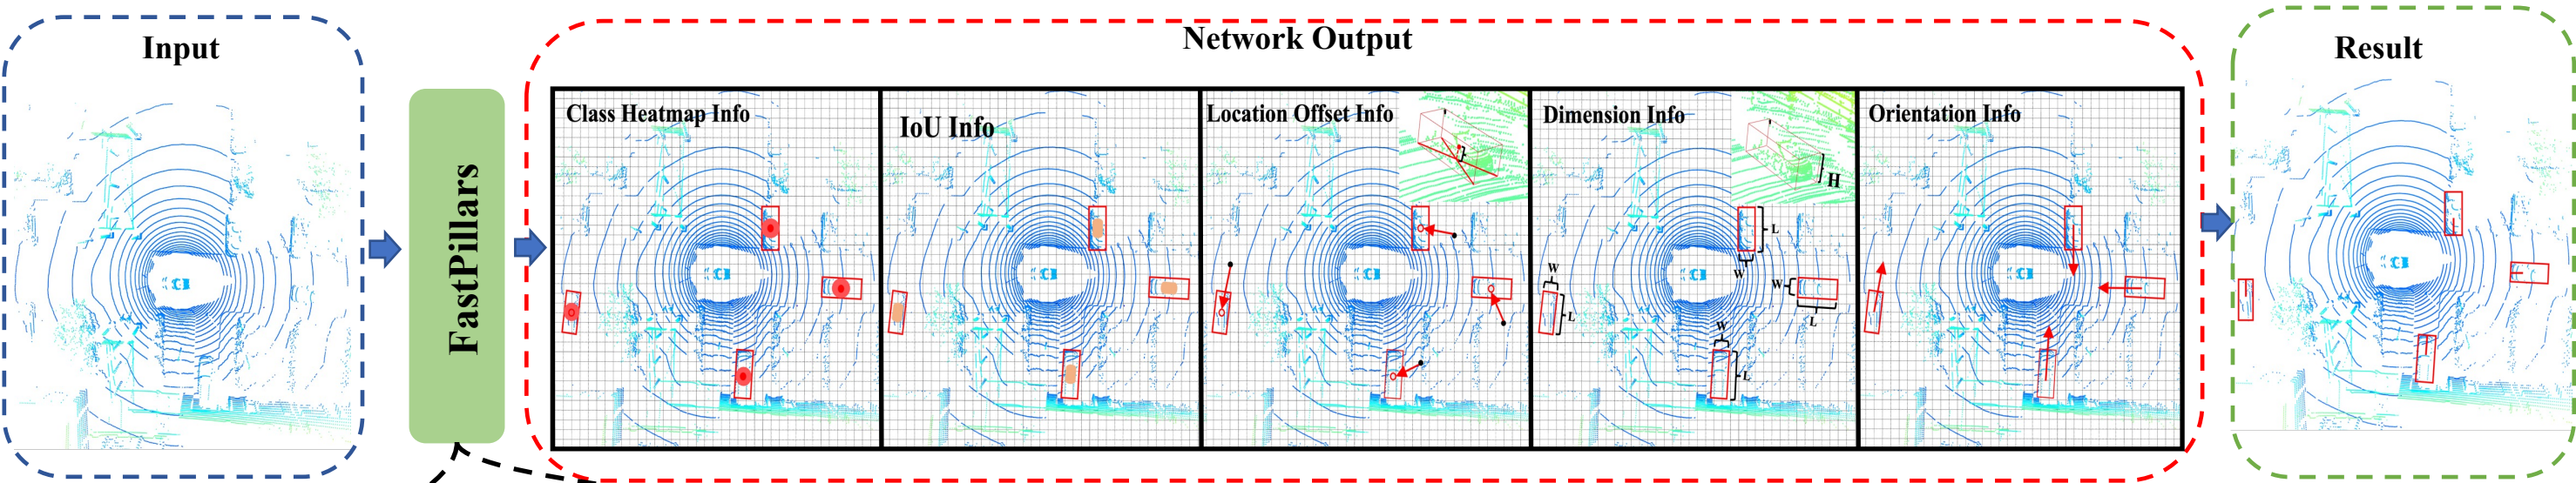 Input
FastPillars
Network Output
Class Heatmap Info
IoU Info
Location Offset Info
Dimension Info
H
L
W
W
L
W
L
W
L
Orientation Info
Result